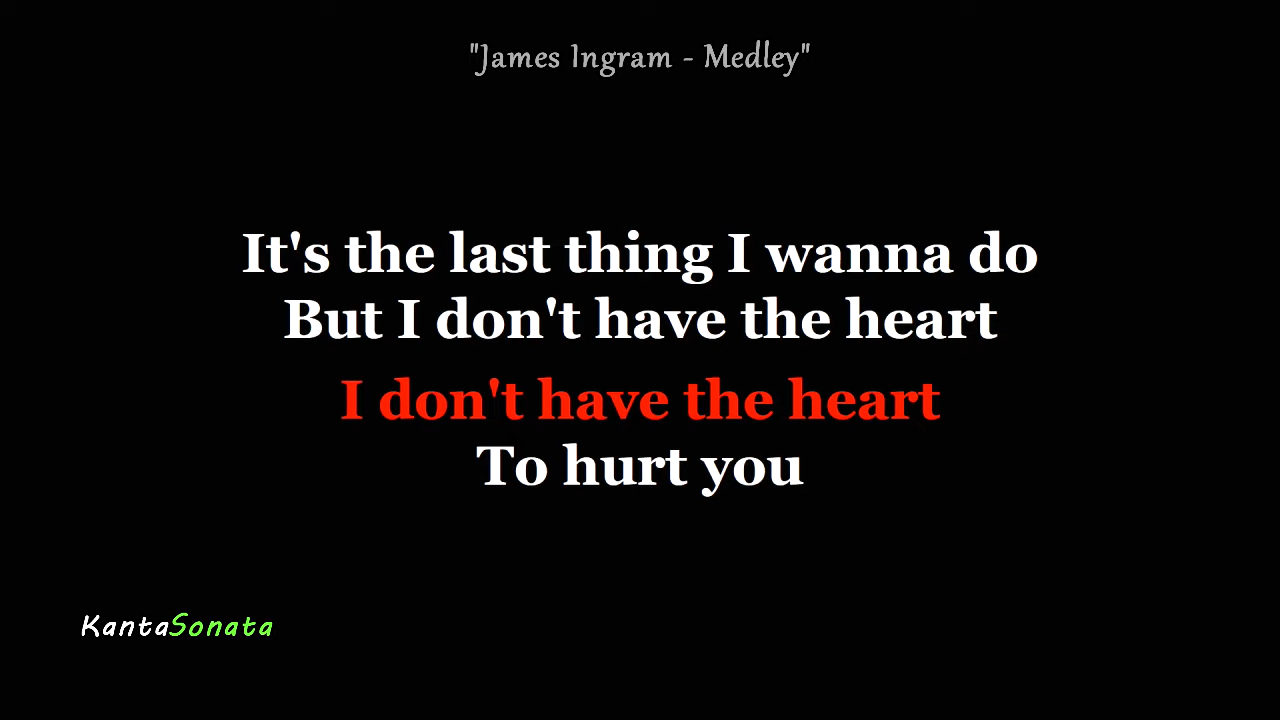 "James Ingram - Medley"
It's the last thing I wanna do
But I don't have the heart
I don't have the heart
To hurt you
KantaSonata